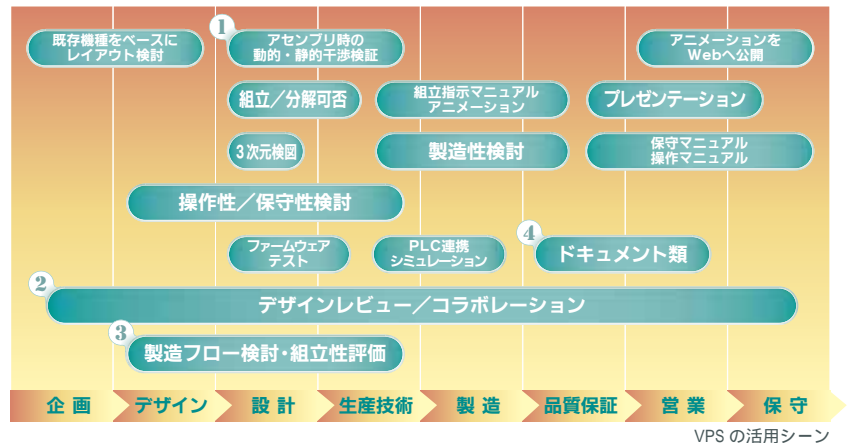 既存機種をベースに
レイアウト検討
1
アセンブリ時の
動的・静的干渉検証
アニメーションを
Webへ公開
組立／分解可否
組立指示マニュアル
アニメーション
プレゼンテーション
3次元検図
製造性検討
保守マニュアル
操作マニュアル
操作性／保守性検討
ファームウェア
テスト
PLC連携
シミュレーション
4
ドキュメント類
2
デザインレビュー／コラボレーション
3
製造フロー検討・組立性評価
企画
デザイン
設計
生産技術
製造
品質保証
営業
保守
VPS の活用シーン